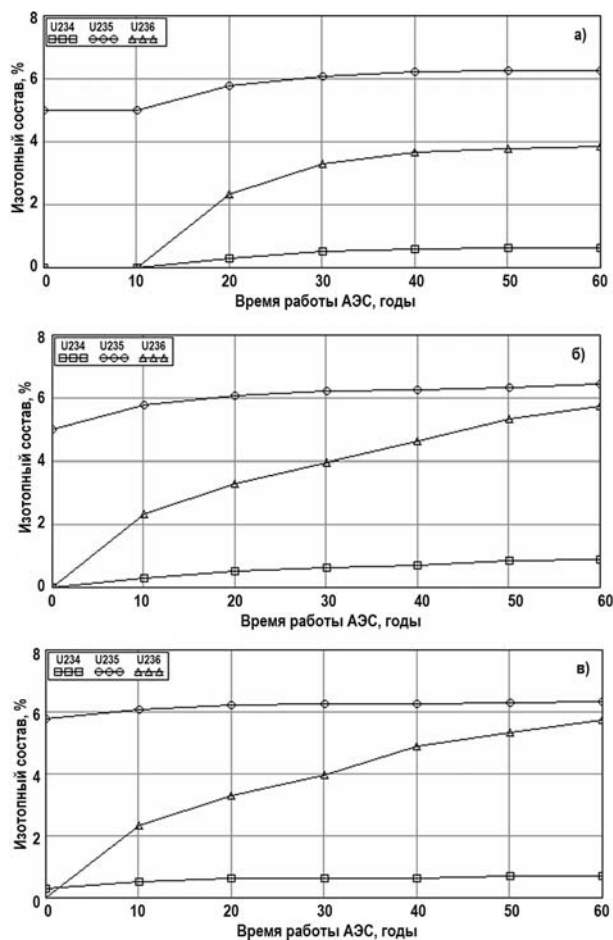 8
U234 U235 U236
а)
6
4
2
0
0 10 20 30 40 50 60
Изотопный состав, %
Время работы АЭС, годы
8
U234 U235 U236
б)
6
4
2
0
0 10 20 30 40 50 60
Изотопный состав, %
Время работы АЭС, годы
8
U234 U235 U236
в)
6
4
2
0
0 10 20 30 40 50 60
Изотопный состав, %
Время работы АЭС, годы